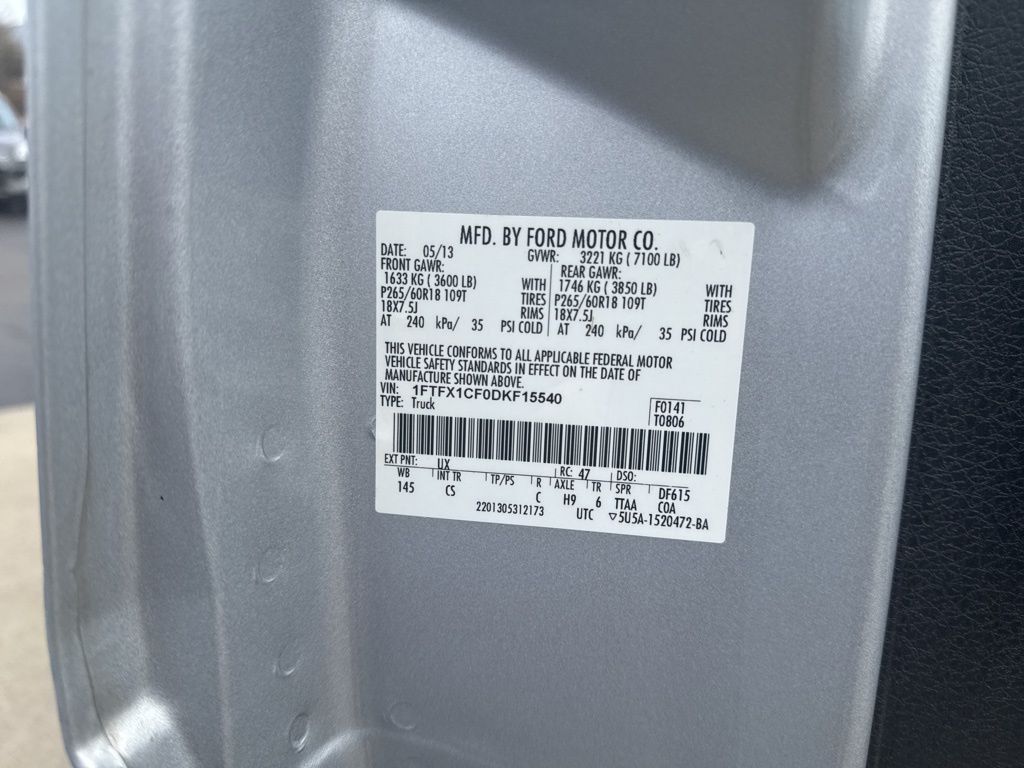 MFD. BY FORD MOTOR CO.
DATE: 05/13 GVWR: 3221 KG ( 7100 LB)
FRONT GAWR: REAR GAWR:
1633 KG ( 3600 LB) WITH 1746 KG ( 3850 LB) WITH
P265/60R18 109T TIRES P265/60R18 109T TIRES
18X7.5J RIMS 18X7.5J RIMS
AT 240 kPa/ 35 PSI COLD AT 240 kPa/ 35 PSI COLD
THIS VEHICLE CONFORMS TO ALL APPLICABLE FEDERAL MOTOR
VEHICLE SAFETY STANDARDS IN EFFECT ON THE DATE OF
MANUFACTURE SHOWN ABOVE.
VIN: 1FTFX1CF0DKF15540
TYPE: Truck F0141
T0806
EXT PNT: UX RC: 47 DSO:
WB INT TR TP/PS R AXLE TR SPR DF615
145 CS C H9 6 TTAA COA
2201305312173 UTC ▽5U5A-1520472-BA